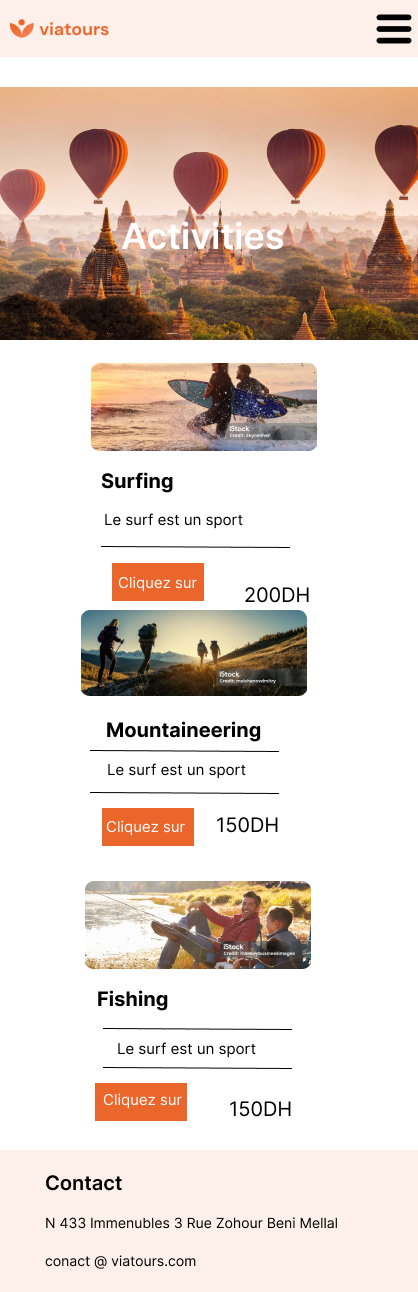 viatours
Activities
iStock
Credit: skynesher
Surfing
Le surf est un sport
Cliquez sur
200DH
iStock
Credit: molchanovdmitry
Mountaineering
Le surf est un sport
Cliquez sur
150DH
iStock
Credit: monkeybusinessimages
Fishing
Le surf est un sport
Cliquez sur
150DH
Contact
N 433 Immenubles 3 Rue Zohour Beni Mellal
conact @ viatours.com